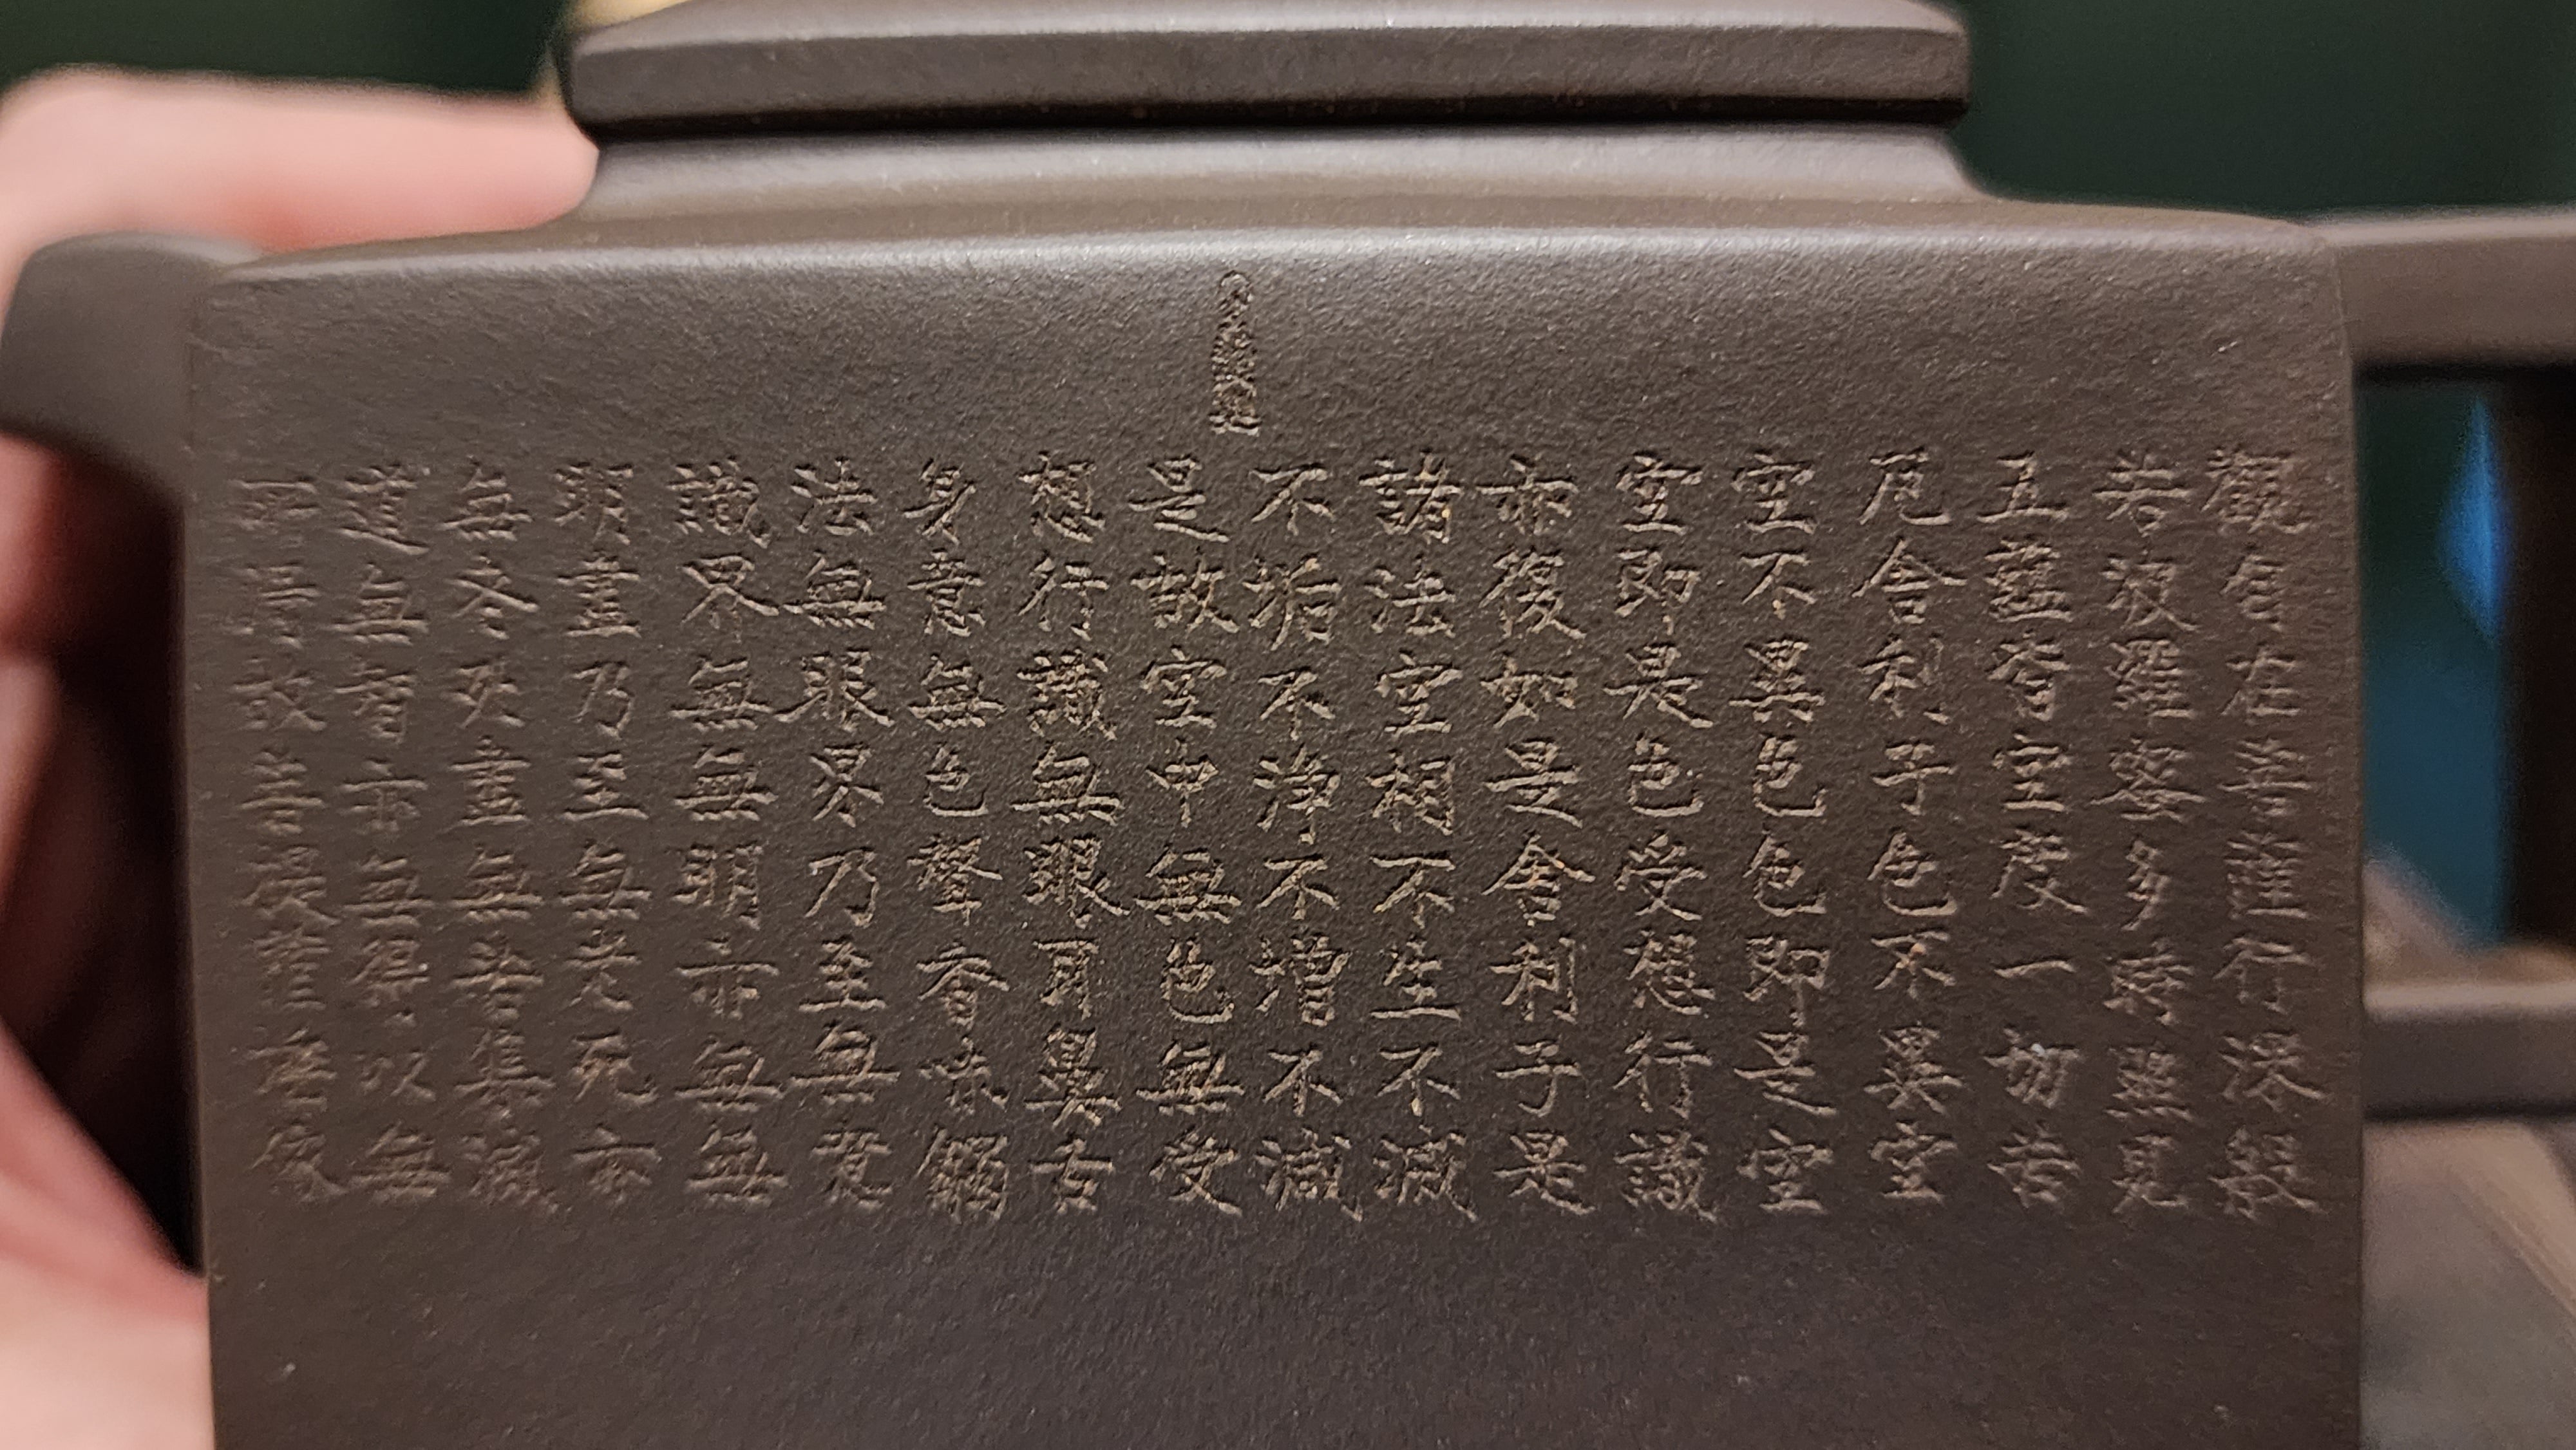 觀自在菩薩行深般
若波羅蜜多時照見
五蘊皆空度一切苦
厄舍利子色不異空
空不異色色即是空
空即是色受想行識
亦復如是舍利子是
諸法空相不生不滅
不垢不淨不增不減
是故空中無色無受
想行識無眼耳鼻舌
身意無色聲香味觸
法無眼界乃至無意
識界無無明亦無無
明盡乃至無老死亦
無老死盡無苦集滅
道無智亦無得以無
所得故菩提薩埵依